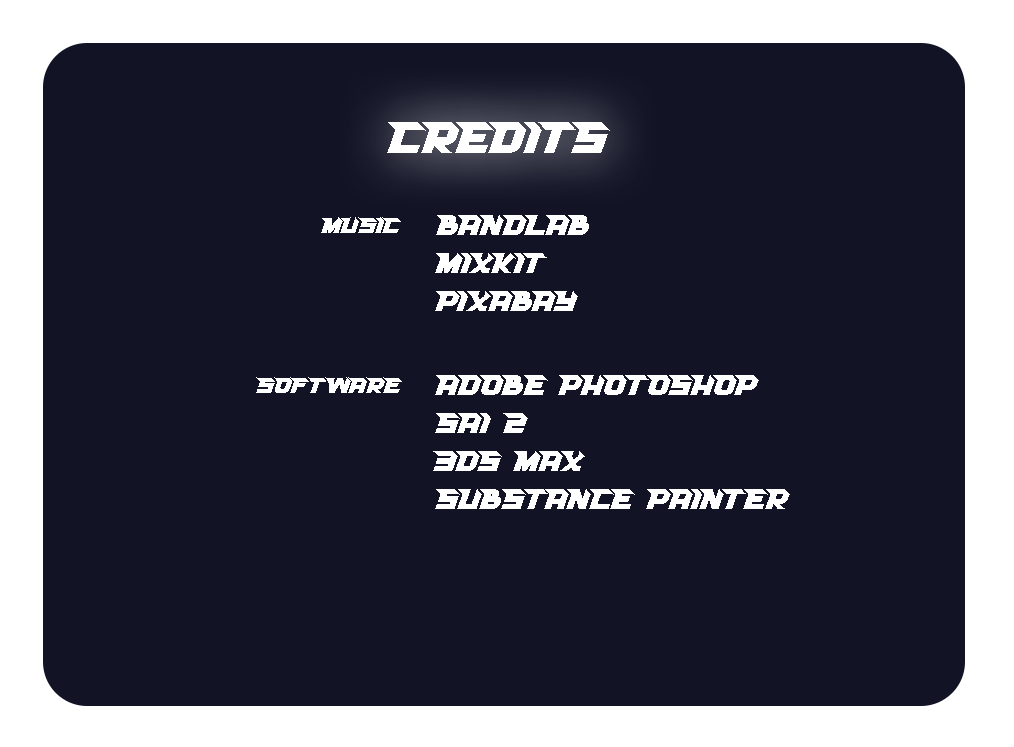 CREDITS
MUSIC BANDLAB
MIXKIT
PIXABAY
SOFTWARE ADOBE PHOTOSHOP
SAI 2
3DS MAX
SUBSTANCE PAINTER